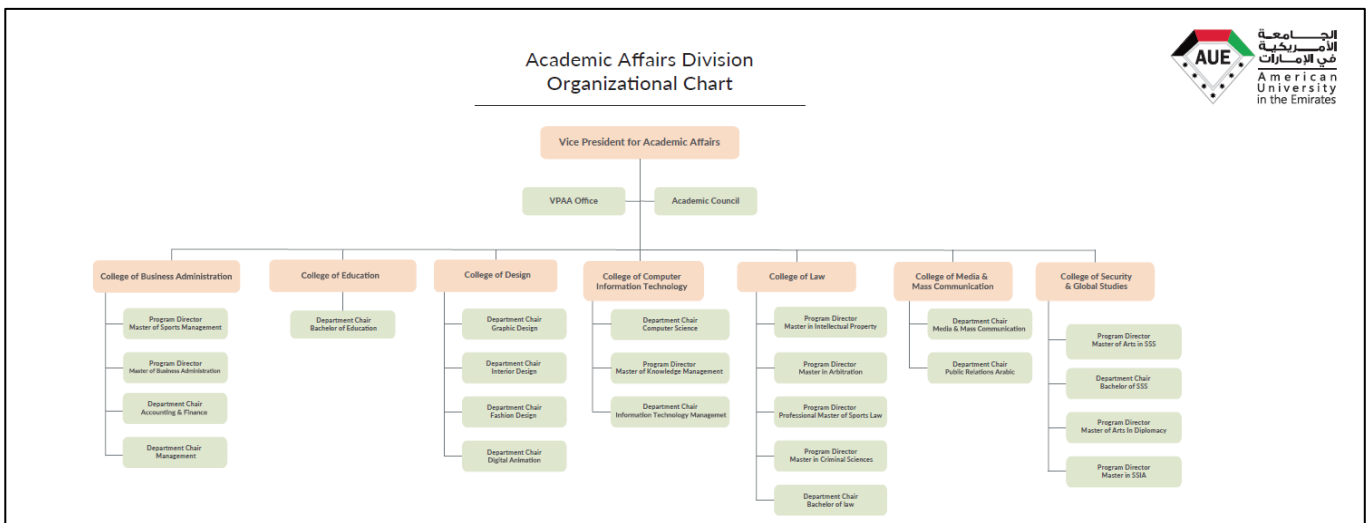 Academic Affairs Division
Organizational Chart
AUE
الجامعة
الأمريكية
في الإمارات
American
University
in the Emirates
Vice President for Academic Affairs
VPAA Office
Academic Council
College of Business Administration
College of Education
College of Design
College of Computer
Information Technology
College of Law
College of Media &
Mass Communication
College of Security
& Global Studies
Program Director
Master of Sports Management
Program Director
Master of Business Administration
Department Chair
Accounting & Finance
Department Chair
Management
Department Chair
Bachelor of Education
Department Chair
Graphic Design
Department Chair
Interior Design
Department Chair
Fashion Design
Department Chair
Digital Animation
Department Chair
Computer Science
Program Director
Master of Knowledge Management
Department Chair
Information Technology Managemet
Program Director
Master in Intellectual Property
Program Director
Master in Arbitration
Program Director
Professional Master of Sports Law
Program Director
Master in Criminal Sciences
Department Chair
Bachelor of law
Department Chair
Media & Mass Communication
Department Chair
Public Relations Arabic
Program Director
Master of Arts in SSS
Department Chair
Bachelor of SSS
Program Director
Master of Arts In Diplomacy
Program Director
Master in SSIA